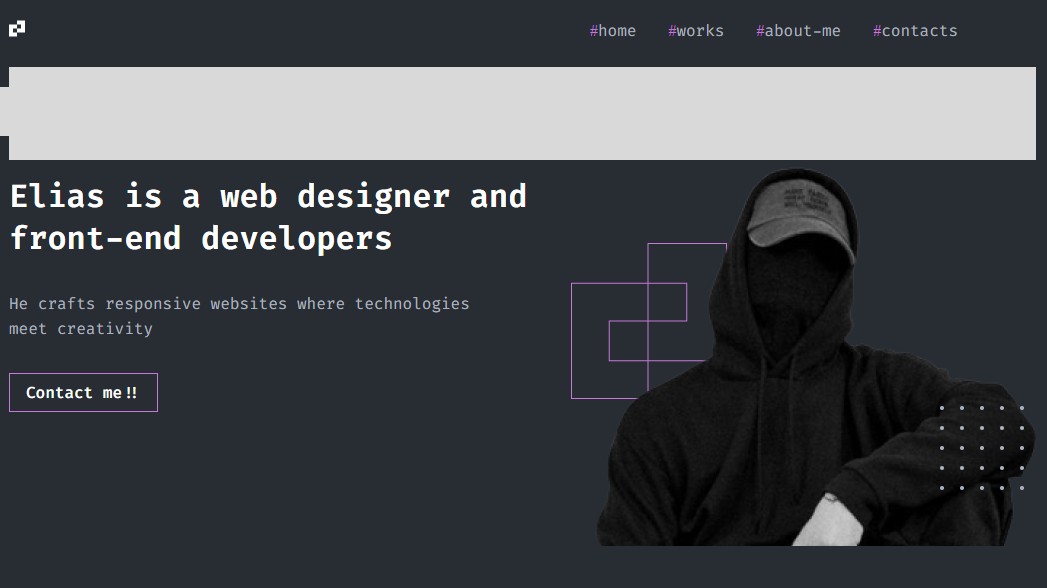 #home #works #about-me #contacts
Elias is a web designer and
front-end developers
He crafts responsive websites where technologies
meet creativity
Contact me!!